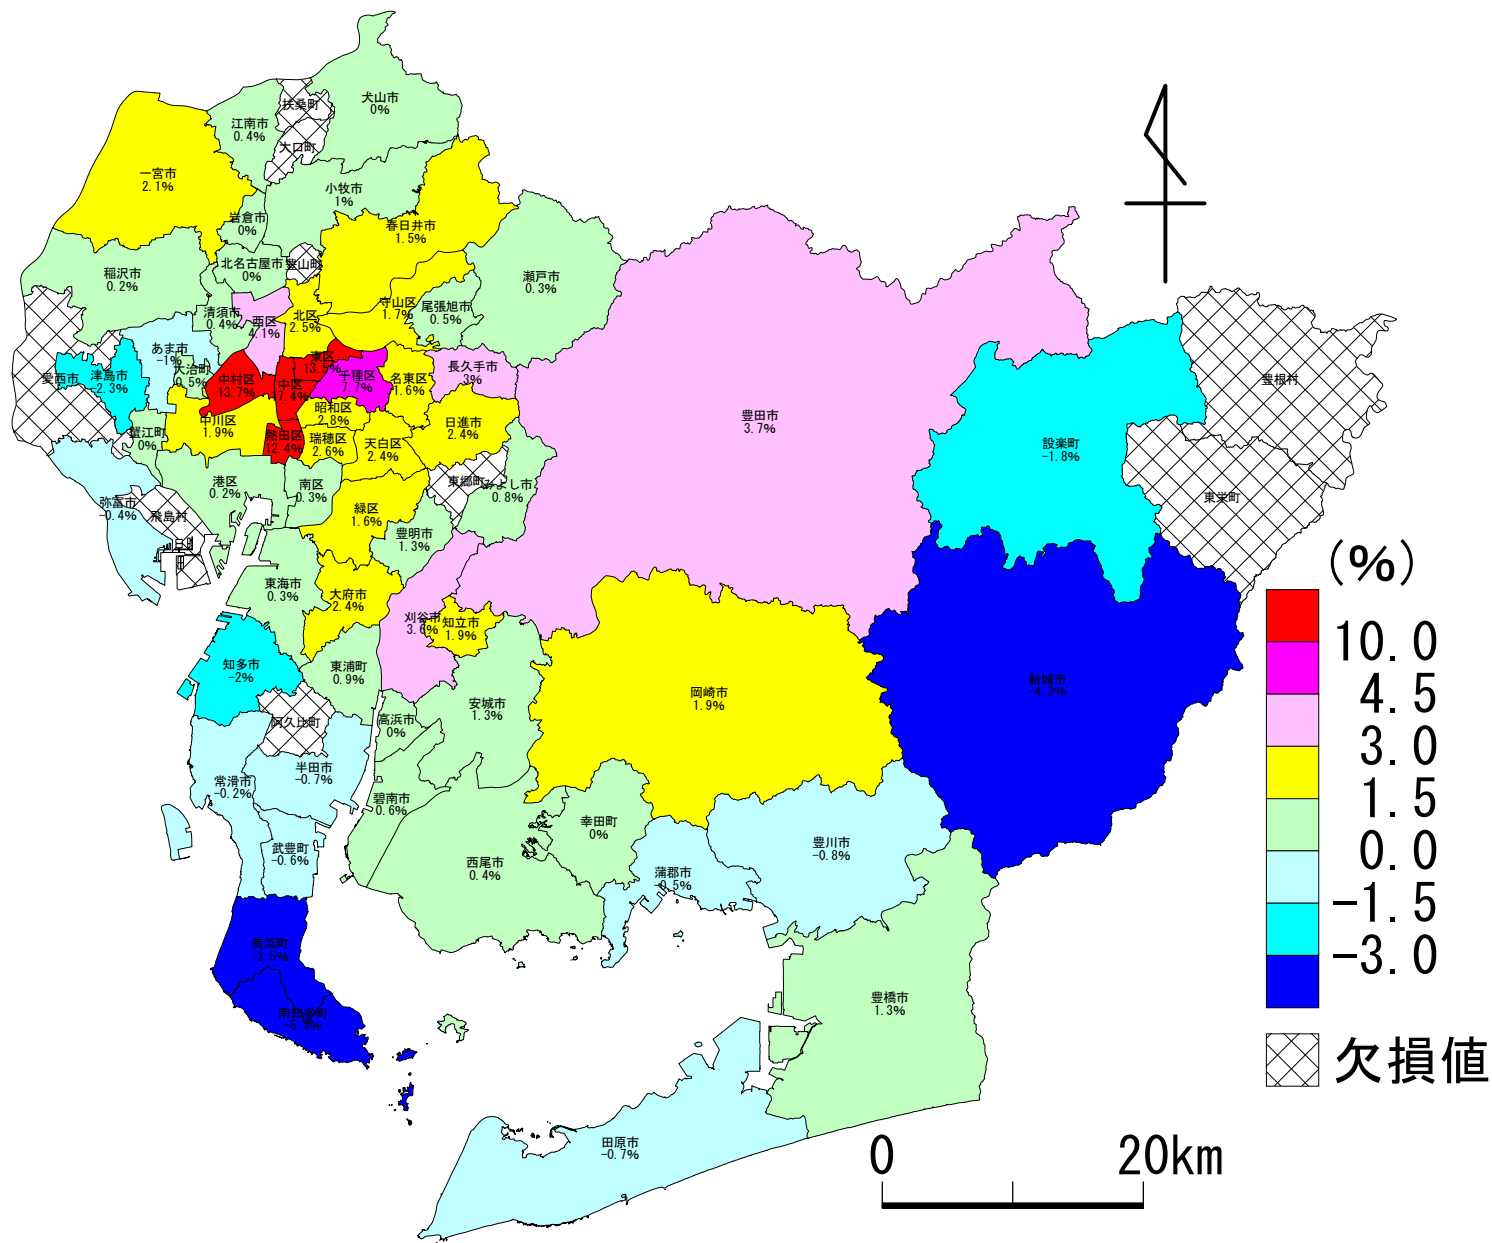 犬山市
0%
扶桑町
江南市
0.4%
大口町
一宮市
2.1%
小牧市
1%
岩倉市
0%
春日井市
1.5%
北名古屋市
0%
豊山町
稲沢市
0.2%
瀬戸市
0.3%
清須市
0.4%
西区
4.1%
北区
2.5%
守山区
1.7%
尾張旭市
0.5%
あま市
-1%
大治町
0.5%
愛西市
津島市
-2.3%
中村区
13.7%
中区
17.4%
東区
13.5%
千種区
7.7%
名東区
1.6%
長久手市
3%
昭和区
2.8%
中川区
1.9%
熱田区
12.4%
瑞穂区
2.6%
天白区
2.4%
日進市
2.4%
蟹江町
0%
豊田市
3.7%
設楽町
-1.8%
豊根村
東栄町
港区
0.2%
南区
0.3%
東郷町
みよし市
0.8%
弥富市
-0.4%
飛島村
緑区
1.6%
豊明市
1.3%
東海市
0.3%
大府市
2.4%
刈谷市
3.6%
知立市
1.9%
知多市
-2%
東浦町
0.9%
岡崎市
1.9%
新城市
-4.3%
安城市
1.3%
高浜市
0%
阿久比町
半田市
-0.7%
常滑市
-0.2%
碧南市
0.6%
幸田町
0%
豊川市
-0.8%
武豊町
-0.6%
西尾市
0.4%
蒲郡市
-0.5%
美浜町
-3.5%
南知多町
豊橋市
1.3%
田原市
-0.7%
(%)
10.0
4.5
3.0
1.5
0.0
-1.5
-3.0
欠損値
0 20km